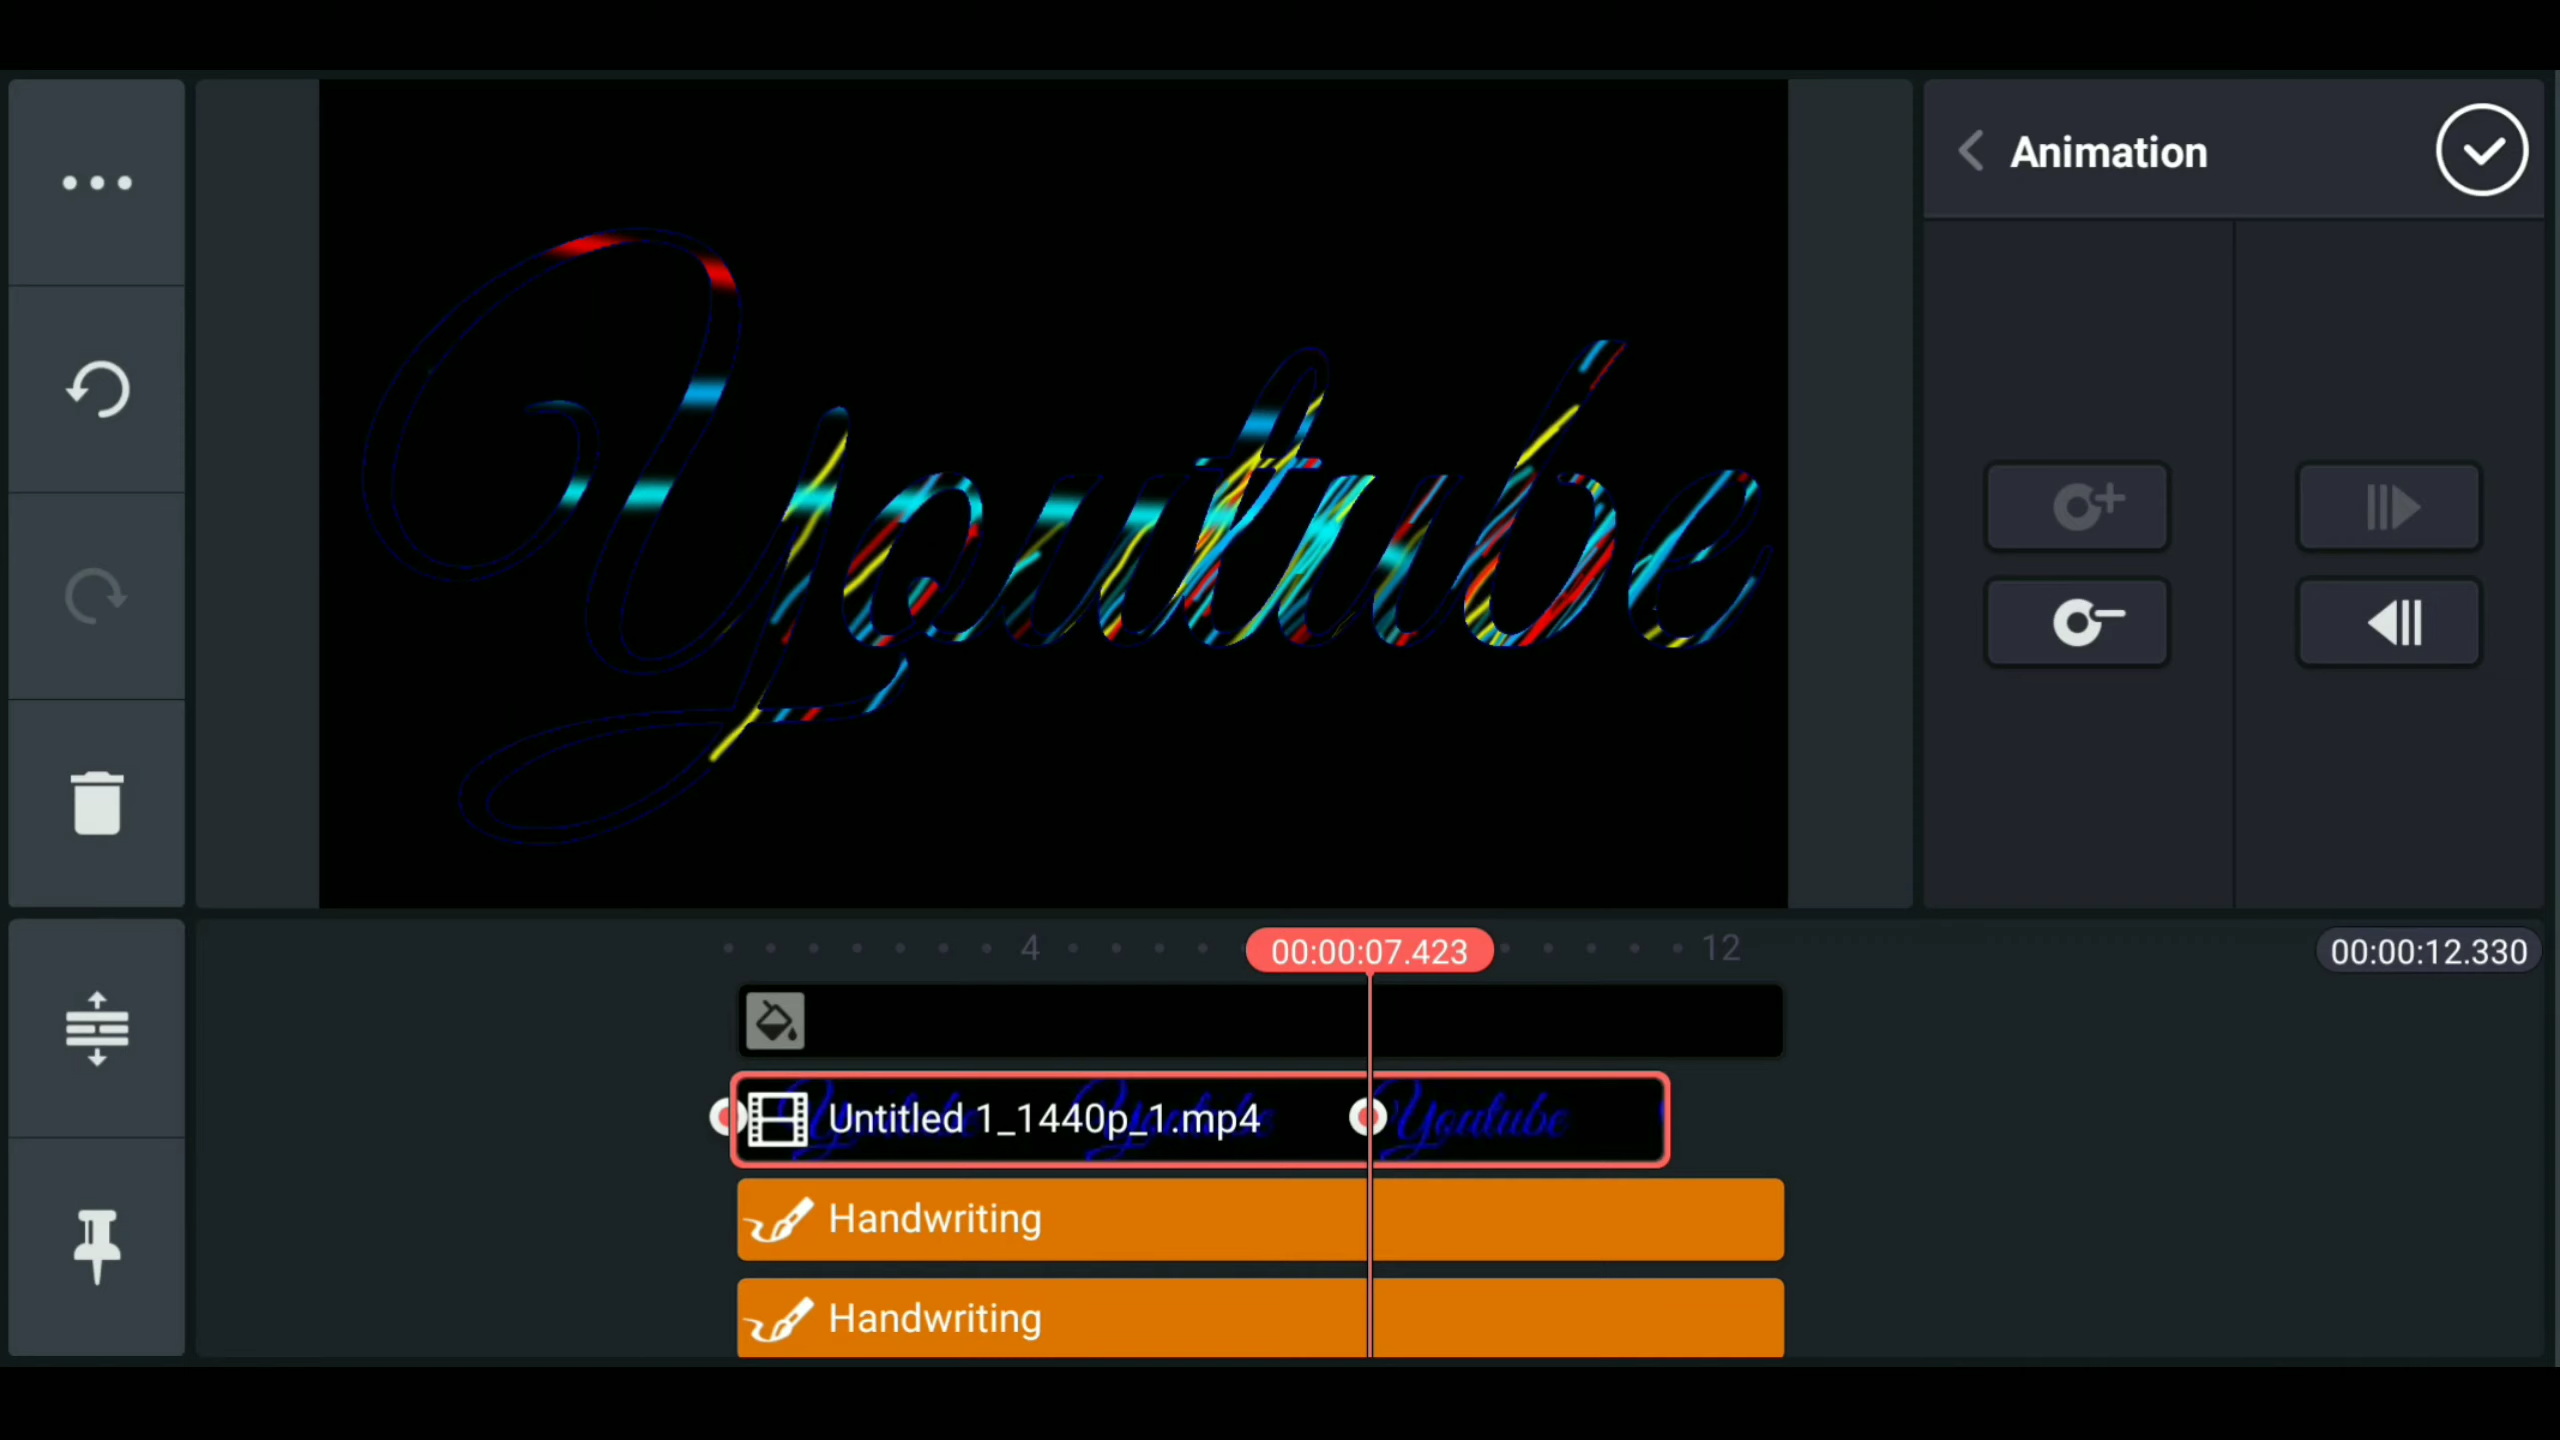 Animation
Youtube
4
00:00:07.423
12
00:00:12.330
Untitled 1_1440p_1.mp4
Youtube
Handwriting
Handwriting